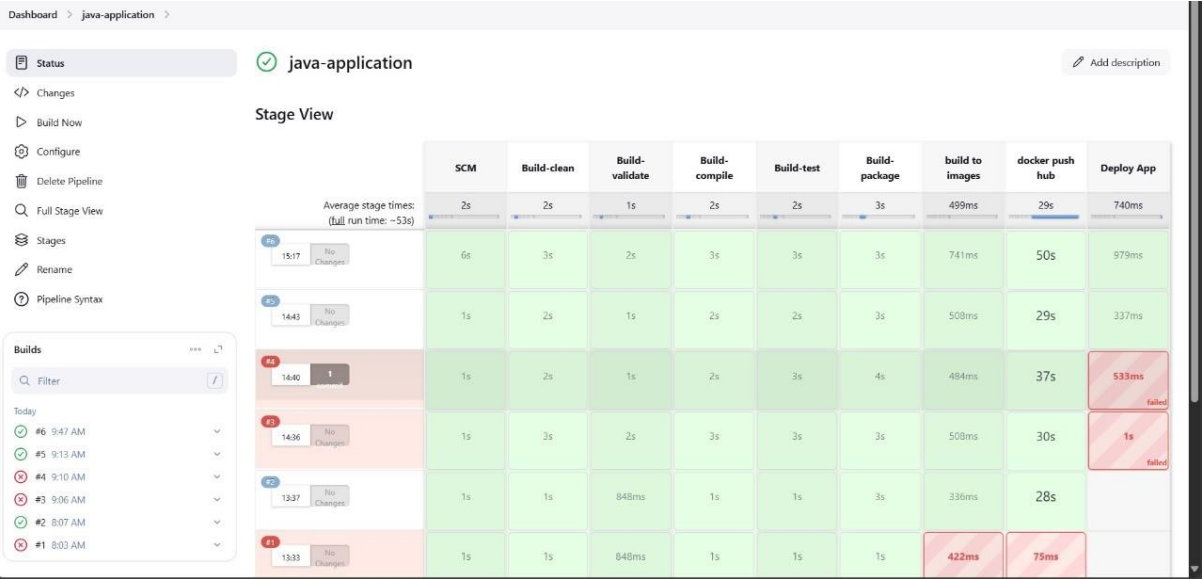 Dashboard > java-application >
Status
Changes
Build Now
Configure
Delete Pipeline
Full Stage View
Stages
Rename
Pipeline Syntax
Builds
Filter /
Today
#6 9:47 AM
#5 9:13 AM
#4 9:10 AM
#3 9:06 AM
#2 8:07 AM
#1 8:03 AM
java-application
Add description
Stage View
SCM Build-clean Build-validate Build-compile Build-test Build-package build to images docker push hub Deploy App
Average stage times: 2s 2s 1s 2s 2s 3s 499ms 29s 740ms
(full run time: ~53s)
#6
15:17 No Changes 6s 3s 2s 3s 3s 3s 741ms 50s 979ms
#5
14:43 No Changes 1s 2s 1s 2s 2s 3s 508ms 29s 337ms
#4
14:40 1 commit 1s 2s 1s 2s 3s 4s 484ms 37s 533ms
failed
#3
14:36 No Changes 1s 3s 2s 3s 3s 3s 508ms 30s 1s
failed
#2
13:37 No Changes 1s 1s 848ms 1s 1s 3s 336ms 28s
#1
13:33 No Changes 1s 1s 848ms 1s 1s 1s 422ms 75ms